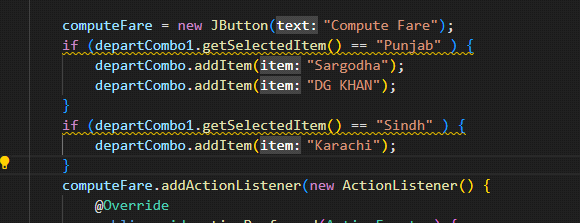 computeFare = new JButton(text: "Compute Fare");
if (departCombo1.getSelectedItem() == "Punjab" ) {
departCombo.addItem(item: "Sargodha");
departCombo.addItem(item: "DG KHAN");
}
if (departCombo1.getSelectedItem() == "Sindh" ) {
departCombo.addItem(item: "Karachi");
}
computeFare.addActionListener(new ActionListener() {
@Override